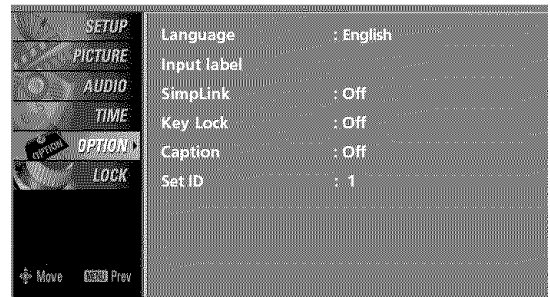 SETUP
PICTURE
AUDIO
TIME
OPTION
OPTION
LOCK
Move MENU Prev
Language : English
Input label
SimpLink : Off
Key Lock : Off
Caption : Off
Set ID : 1